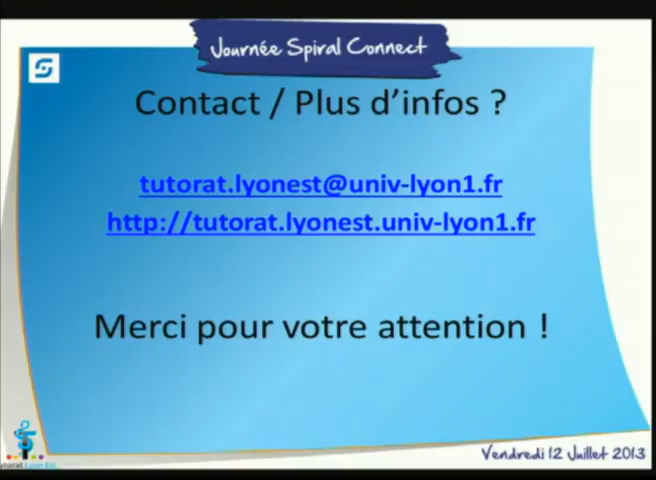 Journée Spiral Connect
Contact / Plus d'infos ?
tutorat.lyonest@univ-lyon1.fr
http://tutorat.lyonest.univ-lyon1.fr
Merci pour votre attention !
Vendredi 12 Juillet 2013